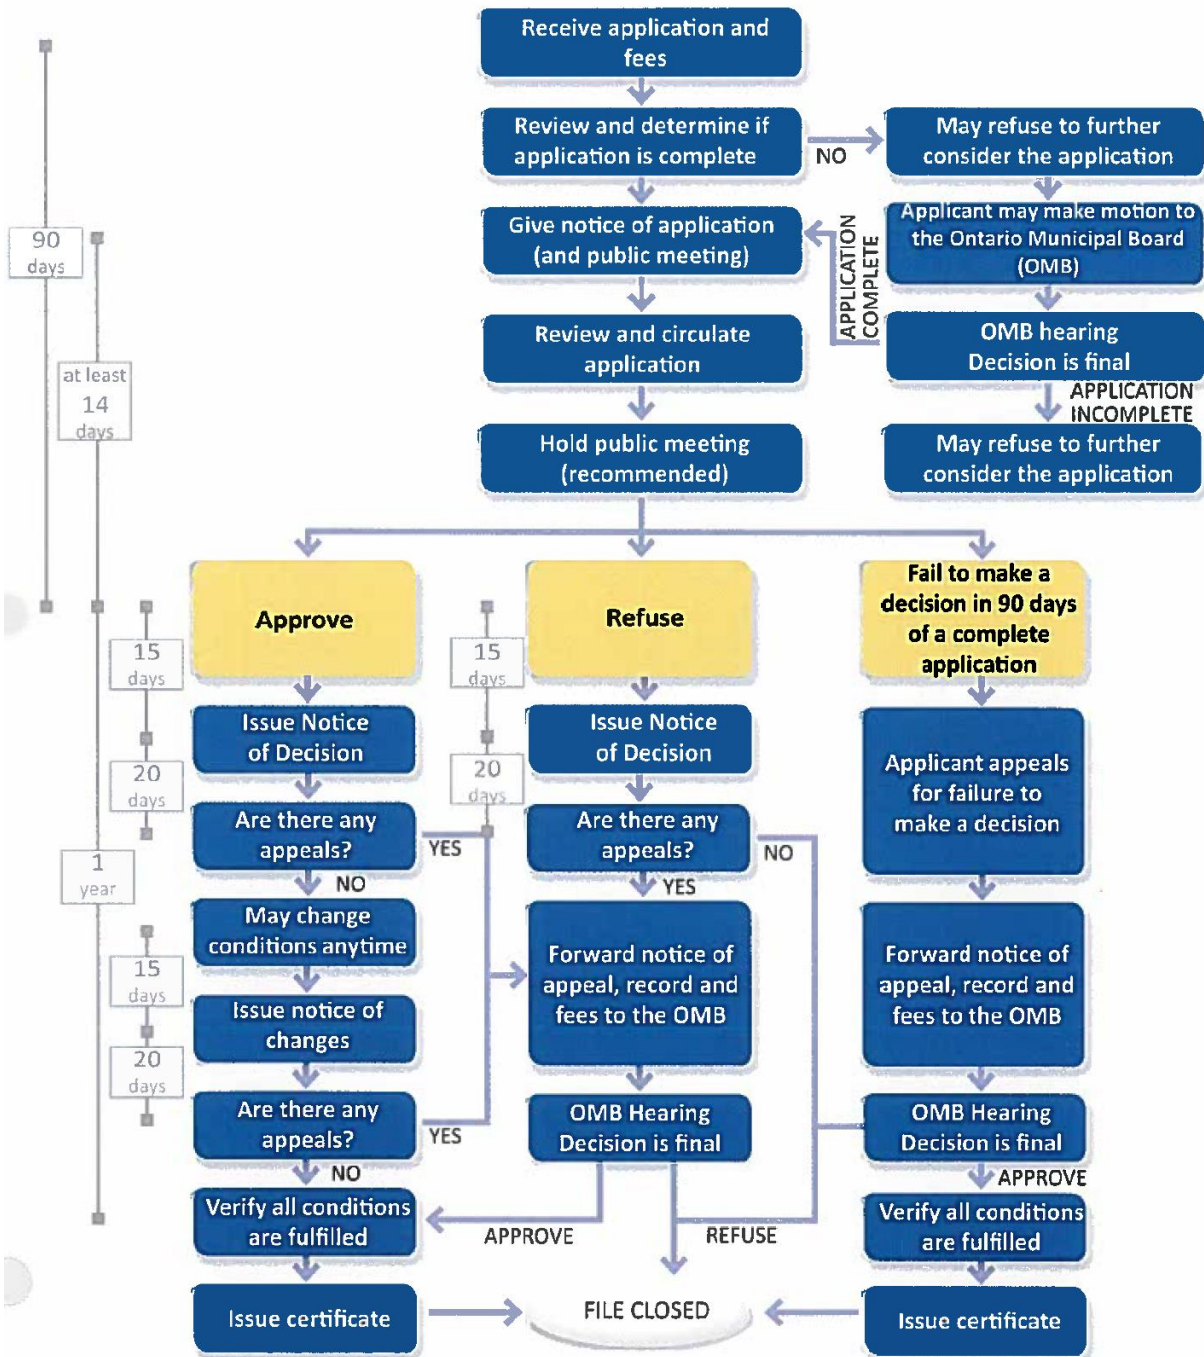 Receive application and
fees
Review and determine if
application is complete
NO
May refuse to further
consider the application
Give notice of application
(and public meeting)
APPLICATION
COMPLETE
Applicant may make motion to
the Ontario Municipal Board
(OMB)
90
days
Review and circulate
application
OMB hearing
Decision is final
at least
14
days
APPLICATION
INCOMPLETE
Hold public meeting
(recommended)
May refuse to further
consider the application
Approve
Refuse
Fail to make a
decision in 90 days
of a complete
application
15
days
15
days
Issue Notice
of Decision
Issue Notice
of Decision
Applicant appeals
for failure to
make a decision
20
days
20
days
Are there any
appeals?
YES
Are there any
appeals?
NO
1
year
NO
YES
May change
conditions anytime
Forward notice of
appeal, record and
fees to the OMB
Forward notice of
appeal, record and
fees to the OMB
15
days
Issue notice of
changes
20
days
Are there any
appeals?
YES
OMB Hearing
Decision is final
OMB Hearing
Decision is final
NO
APPROVE
Verify all conditions
are fulfilled
APPROVE
REFUSE
Verify all conditions
are fulfilled
Issue certificate
FILE CLOSED
Issue certificate